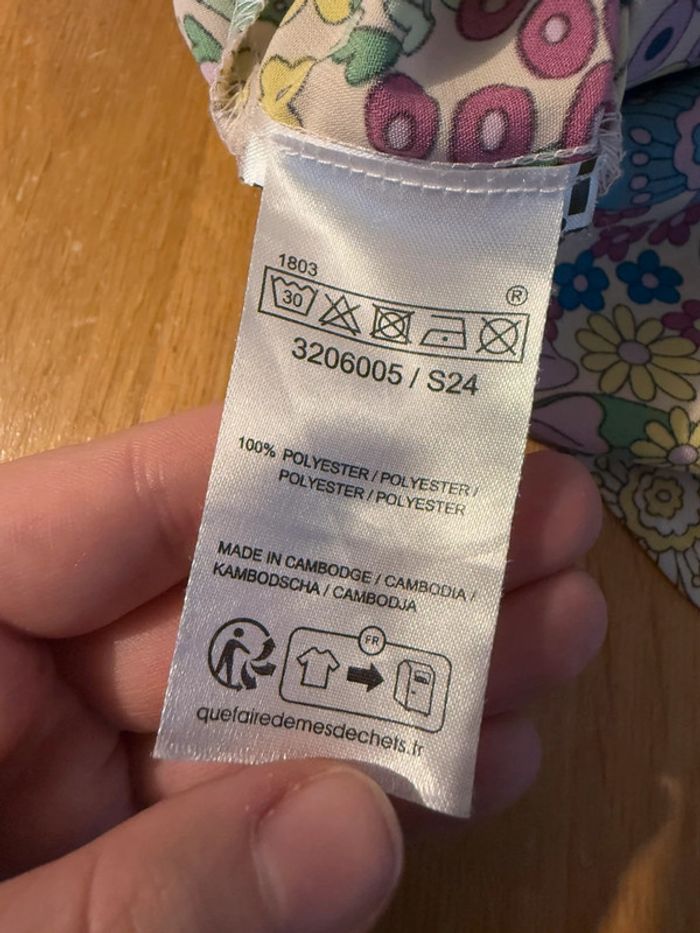 1803
®
30
3206005 / S24
100% POLYESTER / POLYESTER /
POLYESTER / POLYESTER
MADE IN CAMBODGE / CAMBODIA /
KAMBODSCHA / CAMBODJA
FR
quefairedemesdechets.fr